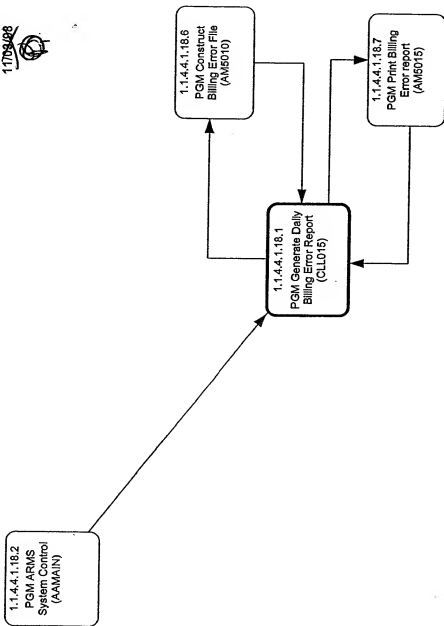 11/03/98
1.1.4.4.1.18.2
PGM ARMS
System Control
(AAMAIN)
1.1.4.4.1.18.6
PGM Construct
Billing Error File
(AM5010)
1.1.4.4.1.18.1
PGM Generate Daily
Billing Error Report
(CLL015)
1.1.4.4.1.18.7
PGM Print Billing
Error report
(AM5015)